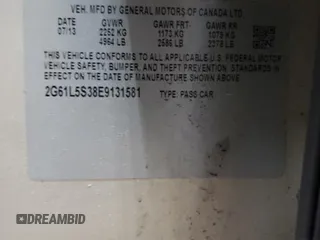 VEH. MFD BY GENERAL MOTORS OF CANADA LTD.
DATE GVWR GAWR FRT GAWR RR
07/13 2252 KG 1173 KG 1079 KG
4964 LB 2586 LB 2378 LB
THIS VEHICLE CONFORMS TO ALL APPLICABLE U.S. FEDERAL MOTOR
VEHICLE SAFETY, BUMPER, AND THEFT PREVENTION STANDARDS
IN EFFECT ON THE DATE OF MANUFACTURE SHOWN ABOVE.
2G61L5S38E9131581 TYPE: PASS CAR
DREAMBID